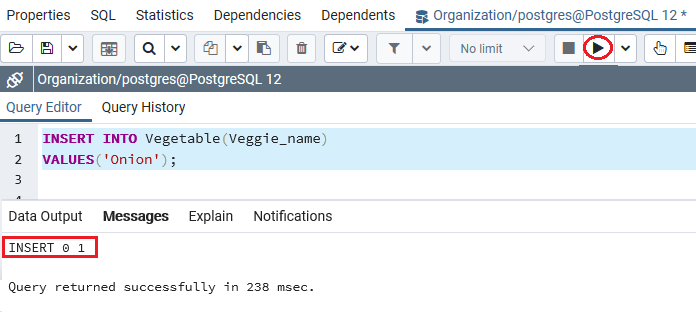 Properties SQL Statistics Dependencies Dependents Organization/postgres@PostgreSQL 12 *
No limit
Organization/postgres@PostgreSQL 12
Query Editor Query History
1 INSERT INTO Vegetable(Veggie_name)
2 VALUES('Onion');
3
Data Output Messages Explain Notifications
INSERT 0 1
Query returned successfully in 238 msec.